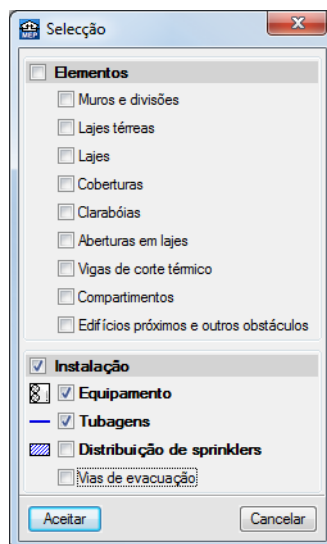 MEP
Selecção
Elementos
Muros e divisões
Lajes térreas
Lajes
Coberturas
Clarabóias
Aberturas em lajes
Vigas de corte térmico
Compartimentos
Edifícios próximos e outros obstáculos
Instalação
Equipamento
Tubagens
Distribuição de sprinklers
Vias de evacuação
Aceitar
Cancelar